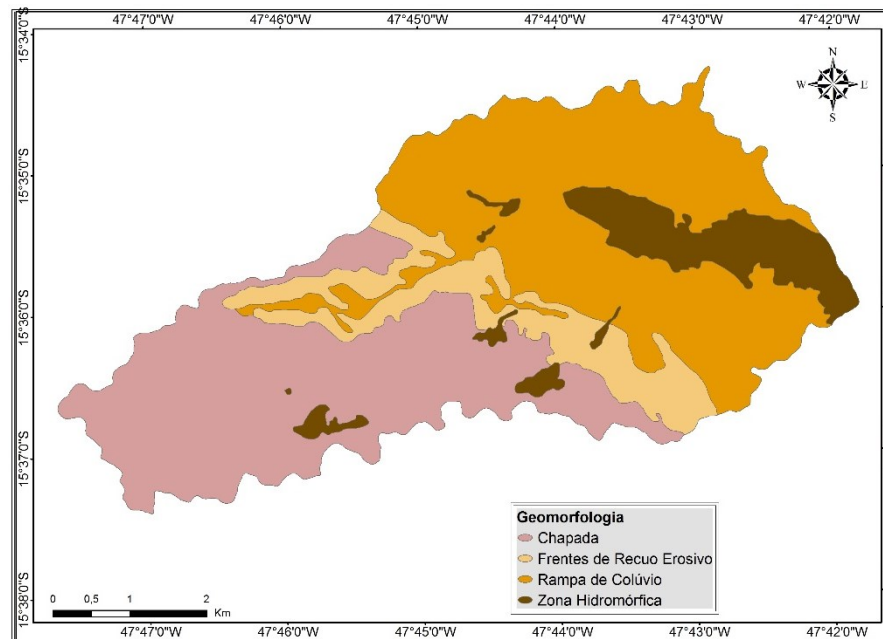 47°47'0"W 47°46'0"W 47°45'0"W 47°44'0"W 47°43'0"W 47°42'0"W
15°34'0"S
N
W E
S
15°35'0"S
15°36'0"S
15°37'0"S
15°38'0"S
Geomorfologia
Chapada
Frentes de Recuo Erosivo
Rampa de Colúvio
Zona Hidromórfica
0 0,5 1 2
Km
47°47'0"W 47°46'0"W 47°45'0"W 47°44'0"W 47°43'0"W 47°42'0"W